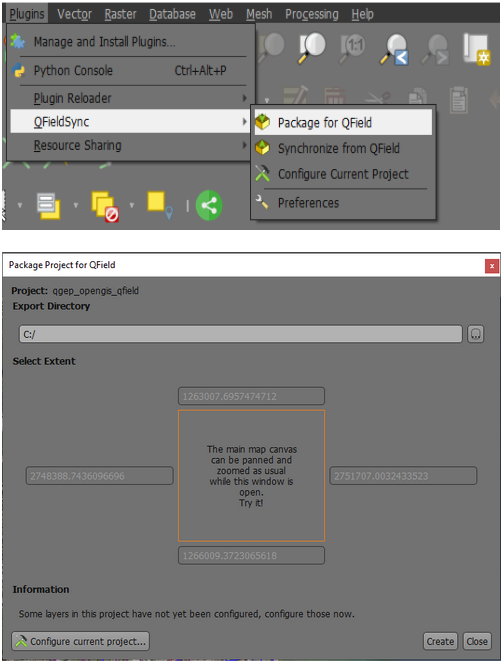 Plugins Vector Raster Database Web Mesh Processing Help
Manage and Install Plugins...
Python Console Ctrl+Alt+P
Plugin Reloader
QFieldSync
Resource Sharing
Package for QField
Synchronize from QField
Configure Current Project
Preferences
1:1
Package Project for QField
x
Project: qgep_opengis_qfield
Export Directory
C:/
...
Select Extent
1263007.6957474712
2748388.7436096696
The main map canvas
can be panned and
zoomed as usual
while this window is
open.
Try it!
2751707.0032433523
1266009.3723065618
Information
Some layers in this project have not yet been configured, configure those now.
Configure current project...
Create
Close